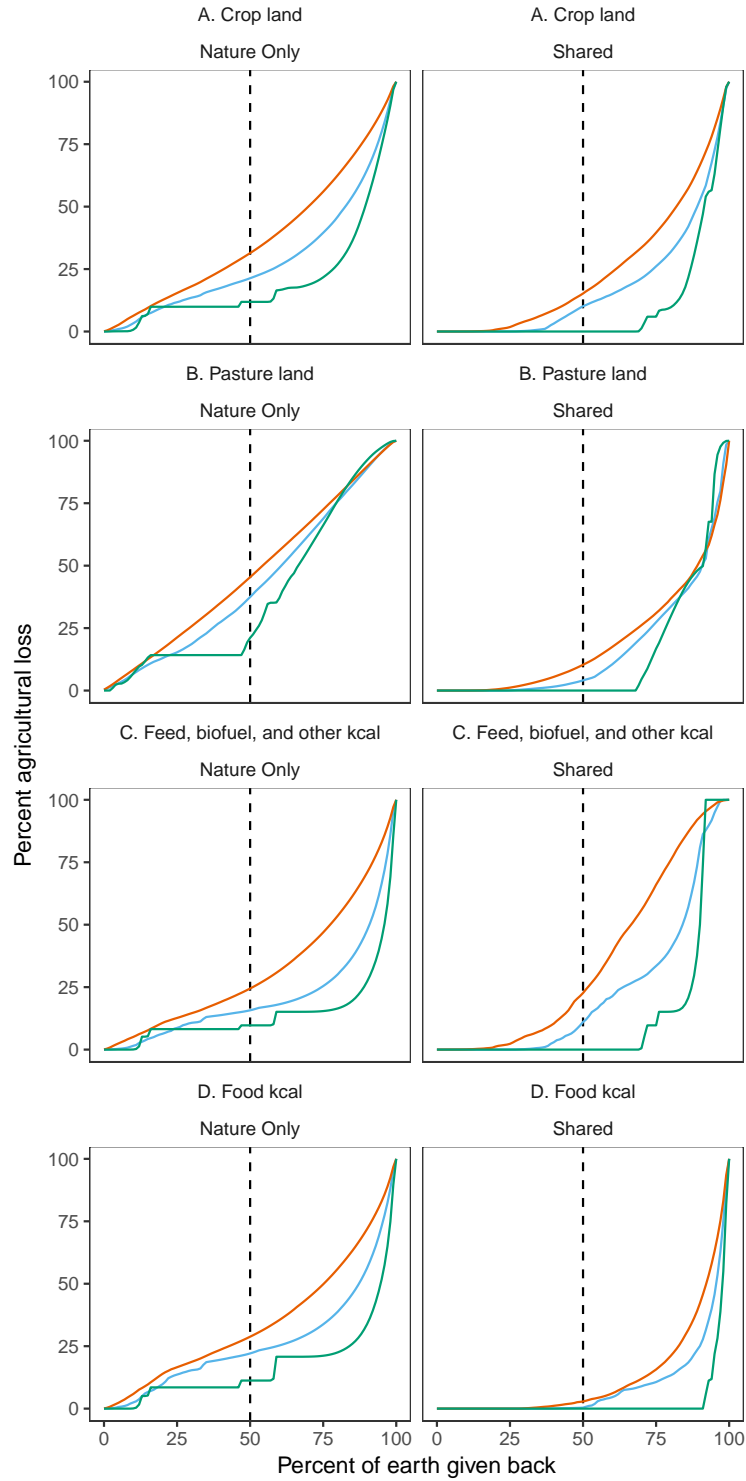 A. Crop land
A. Crop land
Nature Only
Shared
100
75
50
25
0
B. Pasture land
B. Pasture land
Nature Only
Shared
100
75
50
25
0
Percent agricultural loss
C. Feed, biofuel, and other kcal
C. Feed, biofuel, and other kcal
Nature Only
Shared
100
75
50
25
0
D. Food kcal
D. Food kcal
Nature Only
Shared
100
75
50
25
0
0 25 50 75 100
0 25 50 75 100
Percent of earth given back